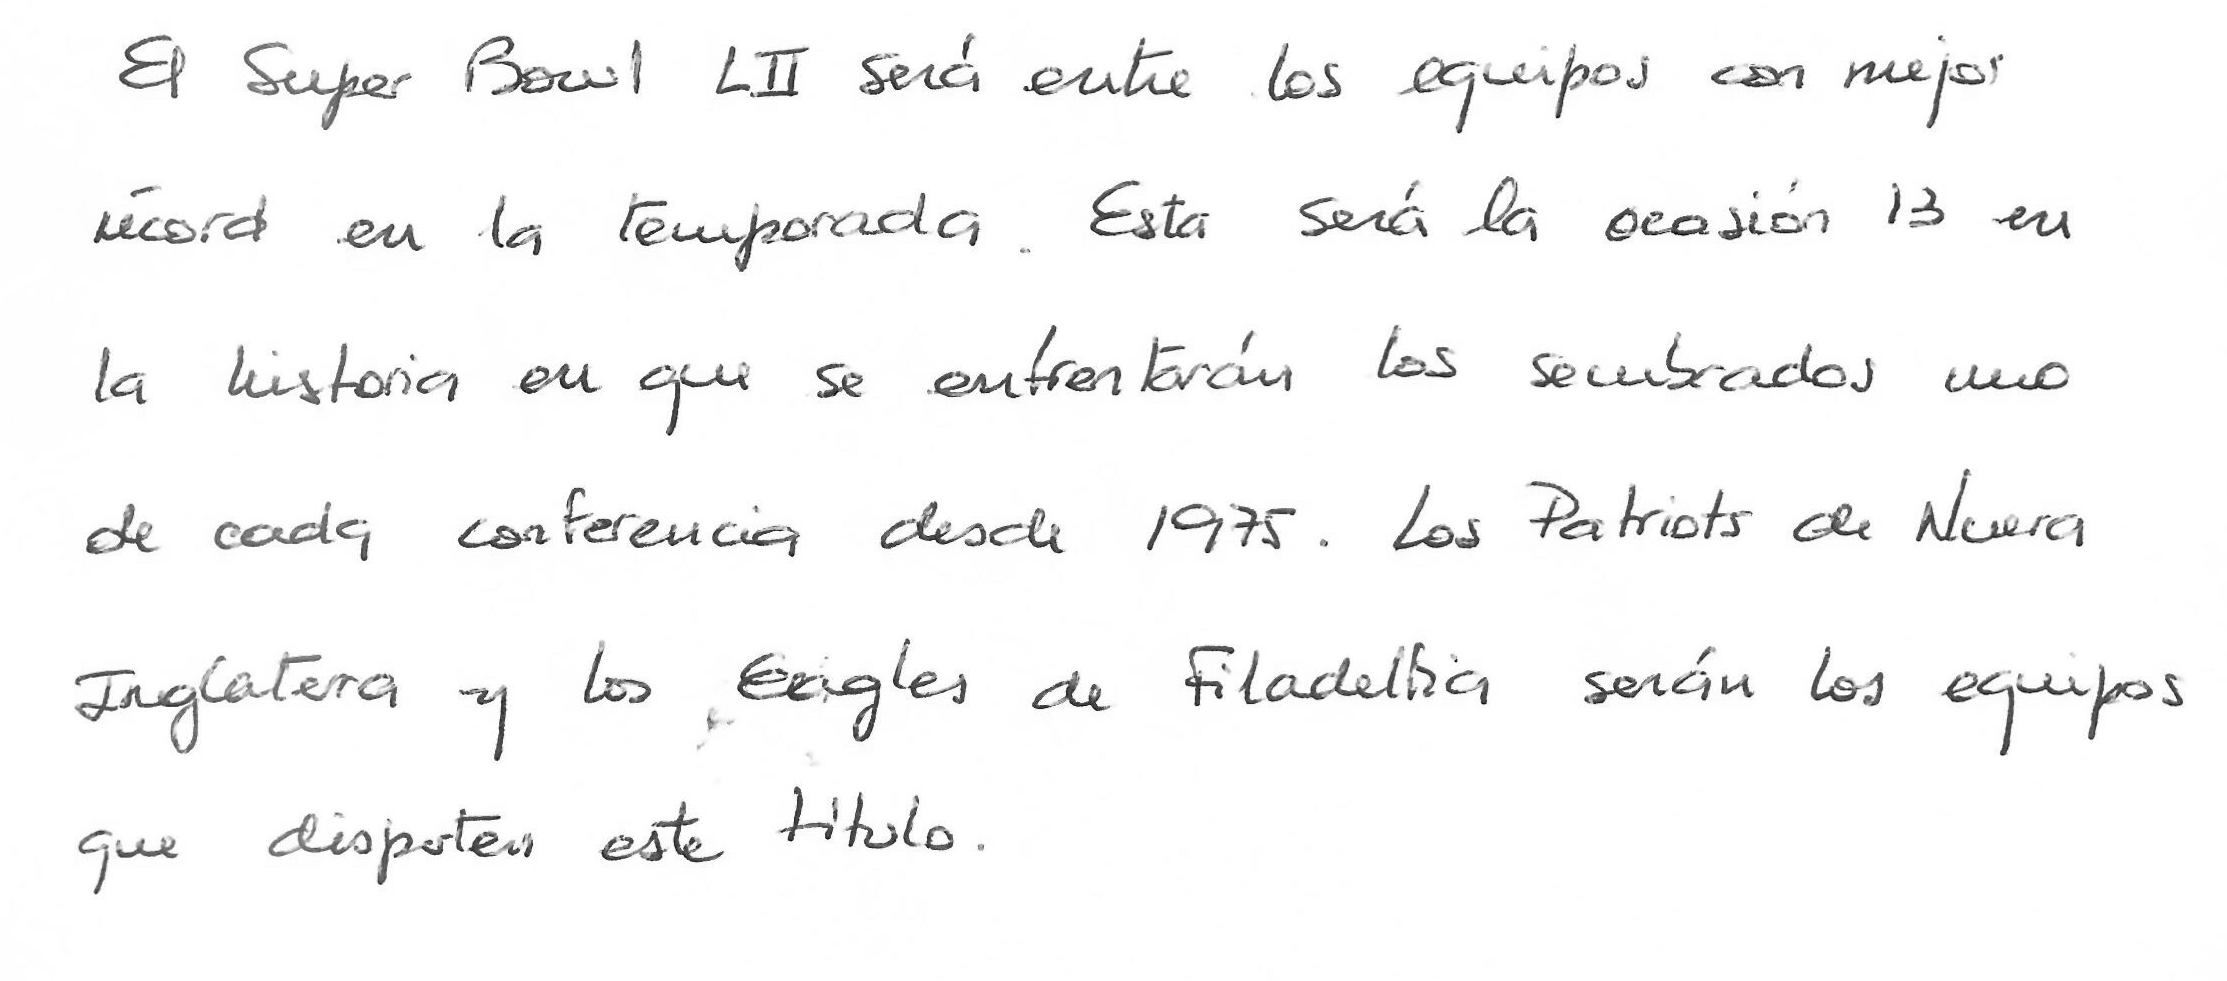 El Super Bowl LII será entre los equipos con mejor
récord en la temporada. Esta será la ocasión 13 en
la historia en que se enfrentarán los sembrados uno
de cada conferencia desde 1975. Los Patriots de Nueva
Inglaterra y los Eagles de Filadelfia serán los equipos
que disputen este título.